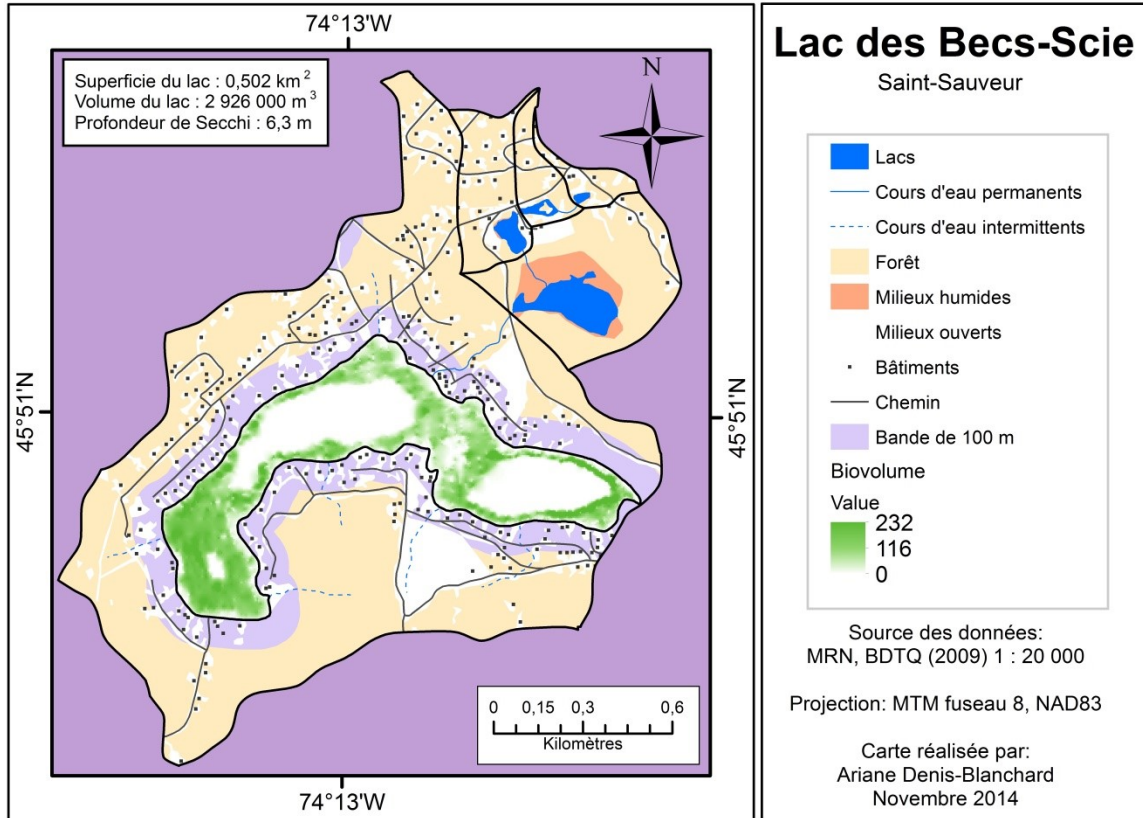 74°13'W
Superficie du lac : 0,502 km²
Volume du lac : 2 926 000 m³
Profondeur de Secchi : 6,3 m
N
45°51'N
45°51'N
0 0,15 0,3 0,6
Kilomètres
74°13'W
Lac des Becs-Scie
Saint-Sauveur
Lacs
Cours d'eau permanents
Cours d'eau intermittents
Forêt
Milieux humides
Milieux ouverts
Bâtiments
Chemin
Bande de 100 m
Biovolume
Value
232
116
0
Source des données:
MRN, BDTQ (2009) 1 : 20 000
Projection: MTM fuseau 8, NAD83
Carte réalisée par:
Ariane Denis-Blanchard
Novembre 2014